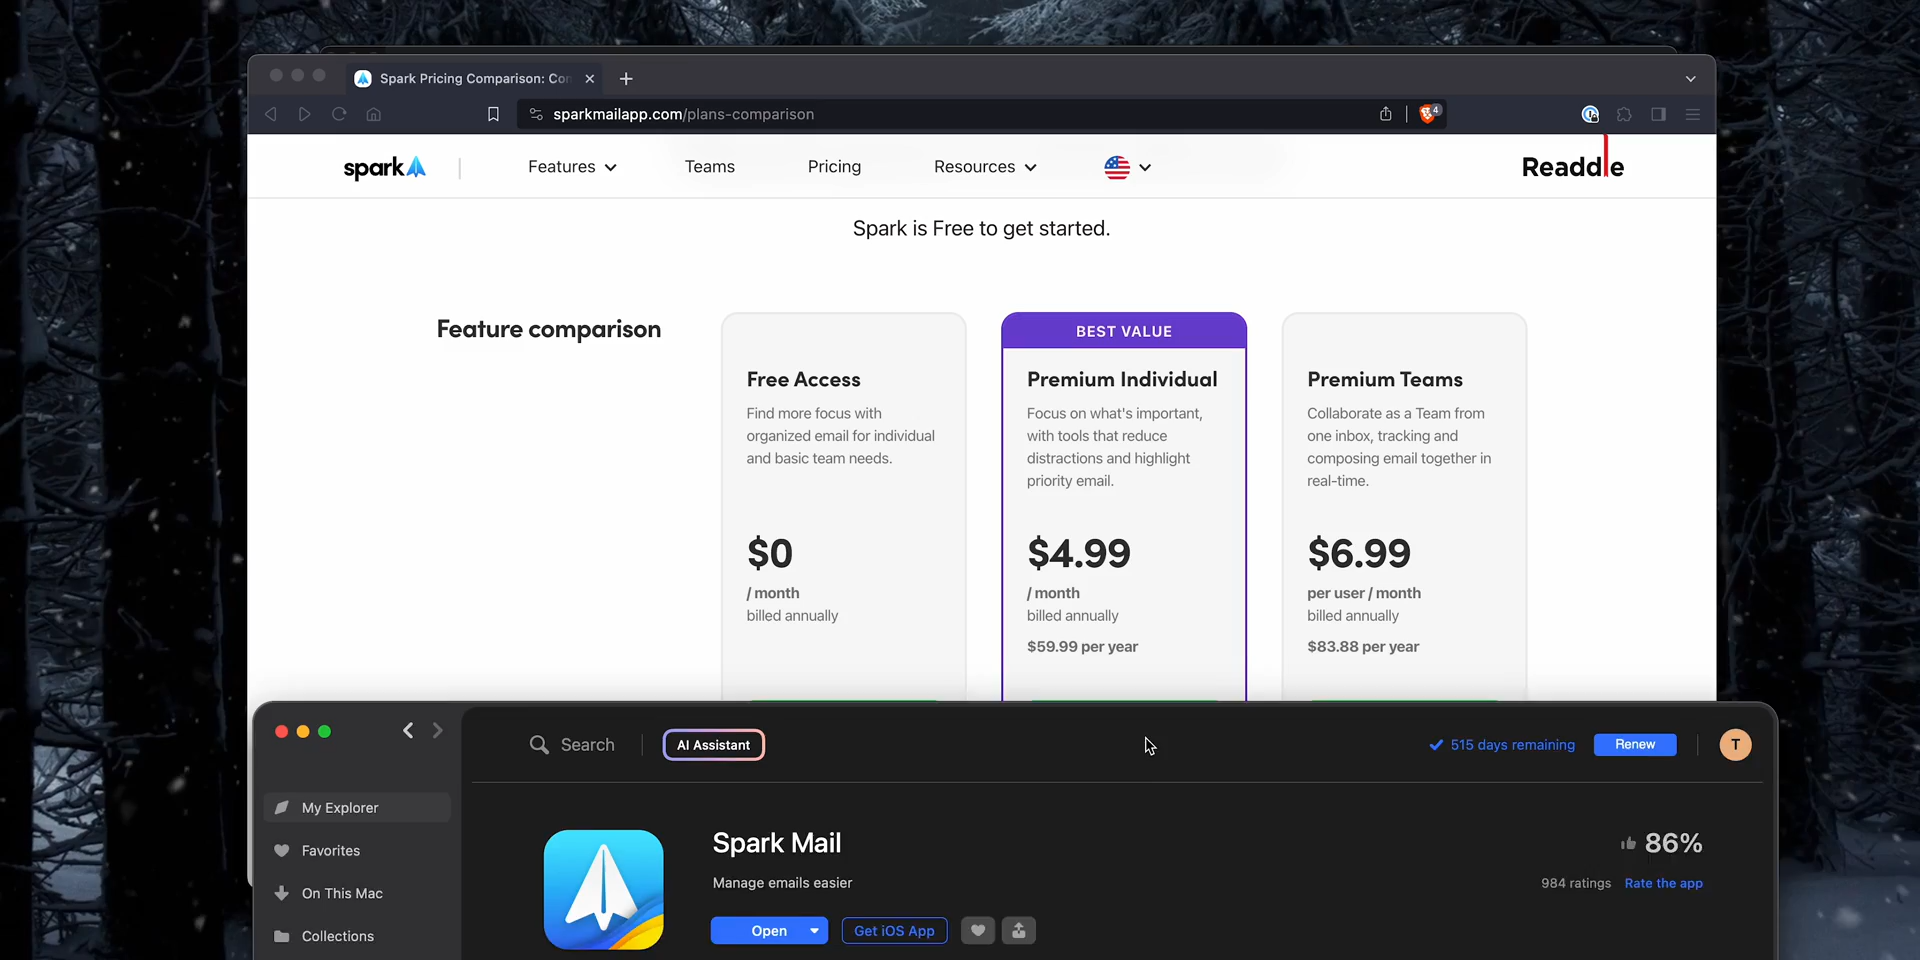 Spark Pricing Comparison: Con
sparkmailapp.com/plans-comparison
4
spark
Features
Teams
Pricing
Resources
Readdle
Spark is Free to get started.
Feature comparison
Free Access
Find more focus with
organized email for individual
and basic team needs.
$0
/ month
billed annually
BEST VALUE
Premium Individual
Focus on what's important,
with tools that reduce
distractions and highlight
priority email.
$4.99
/ month
billed annually
$59.99 per year
Premium Teams
Collaborate as a Team from
one inbox, tracking and
composing email together in
real-time.
$6.99
per user / month
billed annually
$83.88 per year
Search
AI Assistant
515 days remaining
Renew
T
My Explorer
Favorites
On This Mac
Collections
Spark Mail
Manage emails easier
Open
Get iOS App
86%
984 ratings
Rate the app